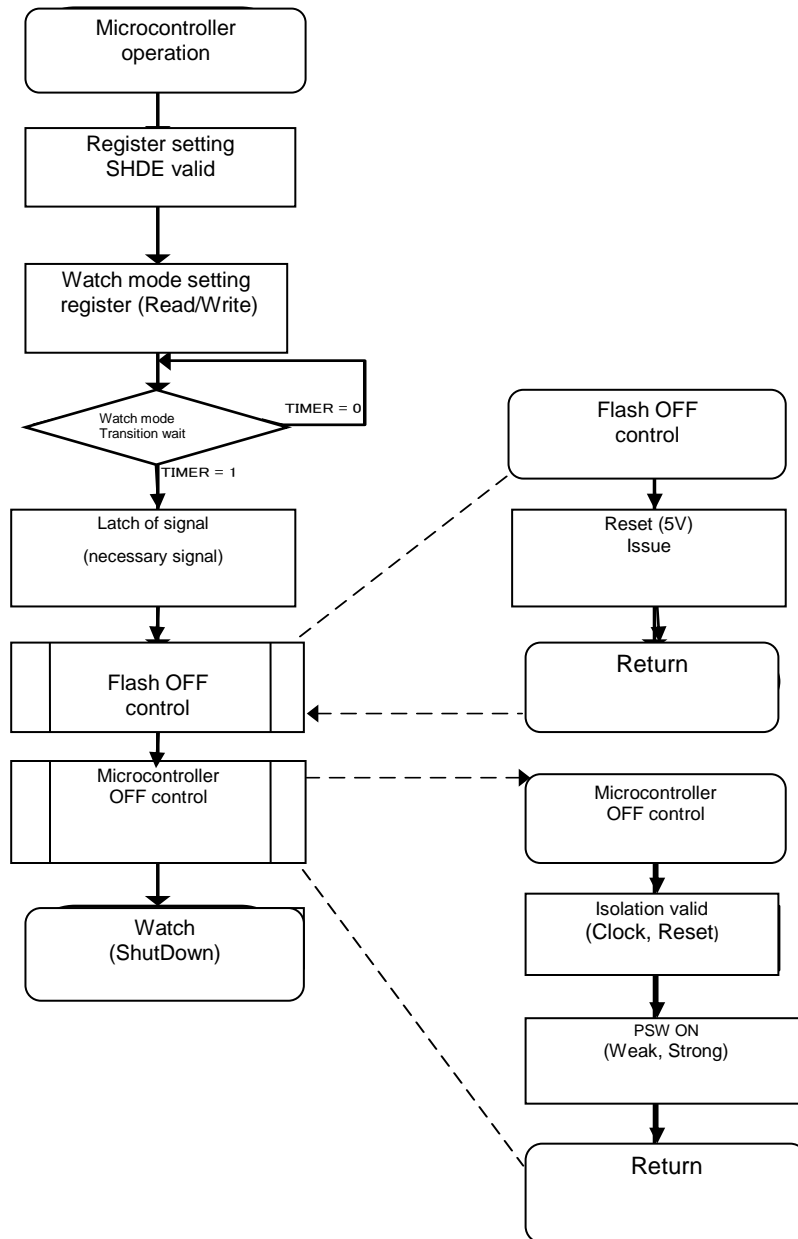 Microcontroller
operation
Register setting
SHDE valid
Watch mode setting
register (Read/Write)
TIMER = 0
Watch mode
Transition wait
TIMER = 1
Latch of signal
(necessary signal)
Flash OFF
control
Microcontroller
OFF control
Watch
(ShutDown)
Flash OFF
control
Reset (5V)
Issue
Return
Microcontroller
OFF control
Isolation valid
(Clock, Reset)
PSW ON
(Weak, Strong)
Return